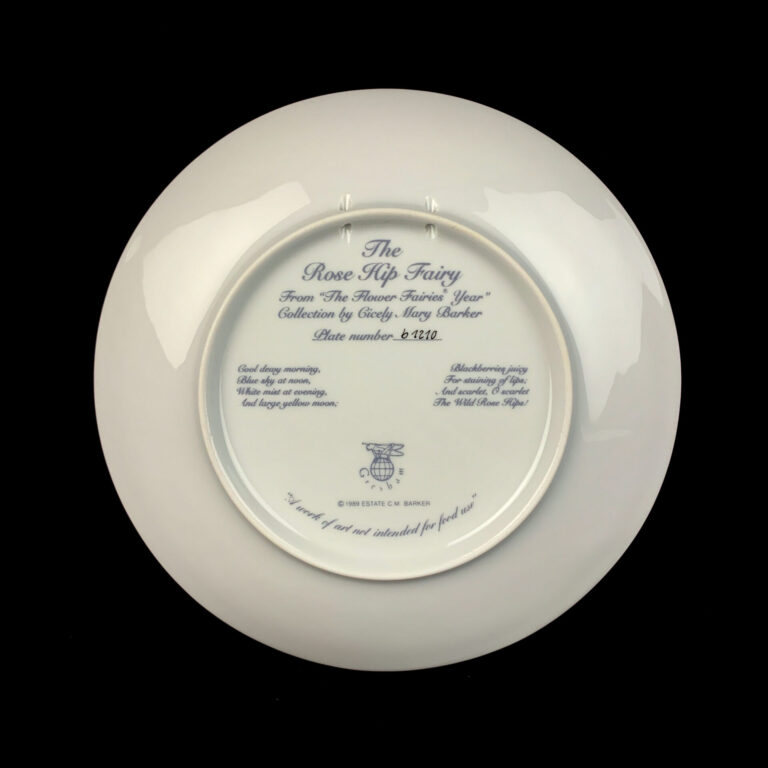 The
Rose Hip Fairy
From "The Flower Fairies® Year"
Collection by Cicely Mary Barker
Plate number b 1210
Cool dewy morning,
Blue sky at noon,
White mist at evening,
And large yellow moon;
Blackberries juicy
For staining of lips;
And scarlet, O scarlet
The Wild Rose Hips!
Gresham
©1989 ESTATE C.M. BARKER
"A work of art not intended for food use"